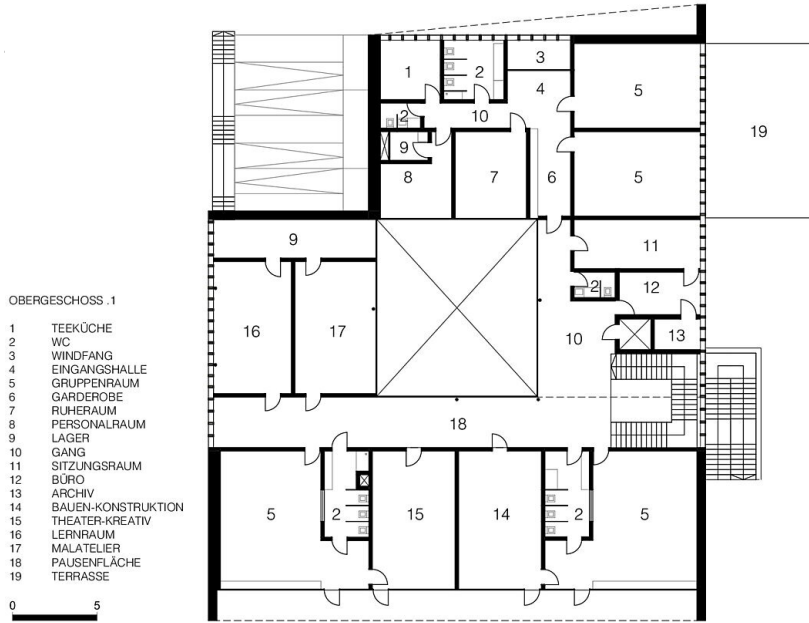 1
2
3
4
5
19
2
10
9
8
7
6
5
9
11
2
12
16
17
10
13
18
5
2
15
14
2
5
OBERGESCHOSS .1
1 TEEKÜCHE
2 WC
3 WINDFANG
4 EINGANGSHALLE
5 GRUPPENRAUM
6 GARDEROBE
7 RUHERAUM
8 PERSONALRAUM
9 LAGER
10 GANG
11 SITZUNGSRAUM
12 BÜRO
13 ARCHIV
14 BAUEN-KONSTRUKTION
15 THEATER-KREATIV
16 LERNRAUM
17 MALATELIER
18 PAUSENFLÄCHE
19 TERRASSE
0 5